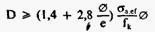 D ≥ (1,4 + 2,8 ∅/e) σs.ef/fk ∅